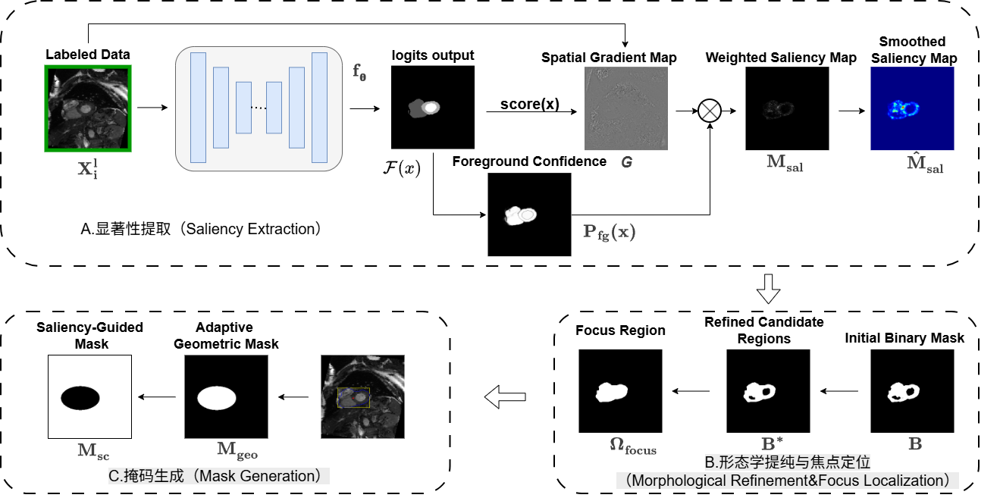 Labeled Data
X_i^l
f_θ
logits output
F(x)
score(x)
Spatial Gradient Map
G
Foreground Confidence
P_fg(x)
Weighted Saliency Map
M_sal
Smoothed
Saliency Map
M̂_sal
A.显著性提取（Saliency Extraction）
Saliency-Guided
Mask
M_sc
Adaptive
Geometric Mask
M_geo
C.掩码生成（Mask Generation）
Focus Region
Ω_focus
Refined Candidate
Regions
B*
Initial Binary Mask
B
B.形态学提纯与焦点定位
（Morphological Refinement&Focus Localization）